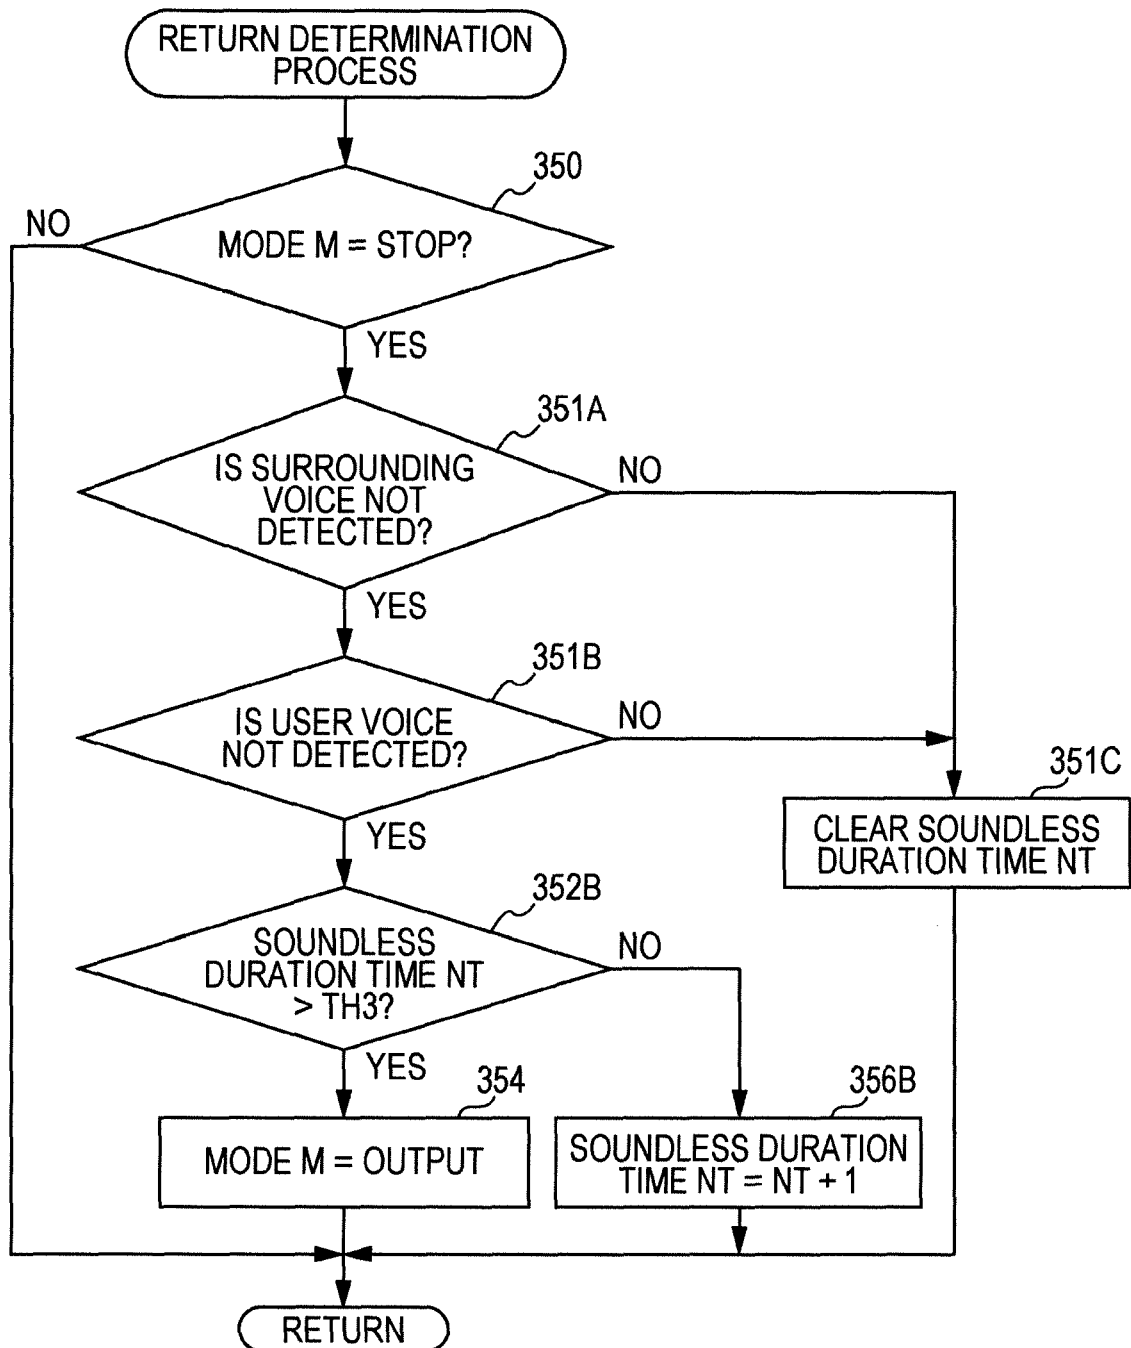 RETURN DETERMINATION
PROCESS
350
NO
MODE M = STOP?
YES
351A
IS SURROUNDING
VOICE NOT
DETECTED?
NO
YES
351B
IS USER VOICE
NOT DETECTED?
NO
351C
CLEAR SOUNDLESS
DURATION TIME NT
YES
352B
SOUNDLESS
DURATION TIME NT
> TH3?
NO
YES
354
MODE M = OUTPUT
356B
SOUNDLESS DURATION
TIME NT = NT + 1
RETURN